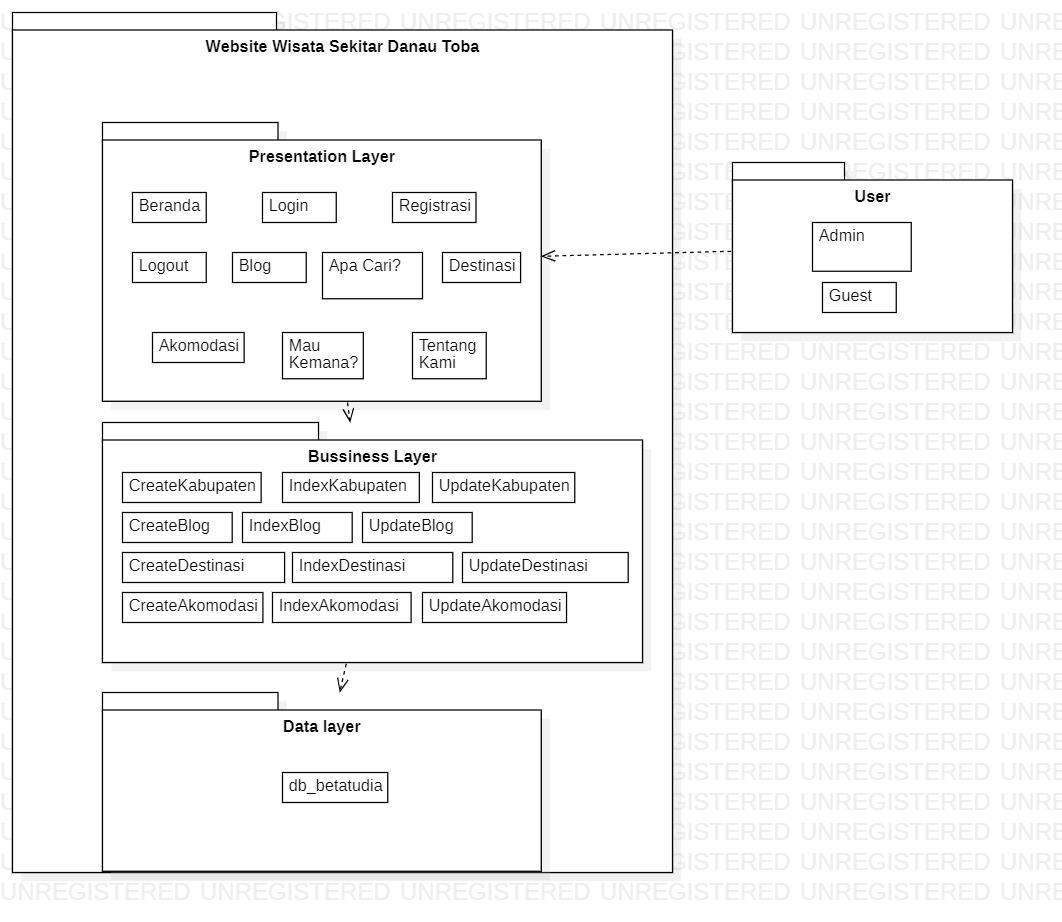 Website Wisata Sekitar Danau Toba
Presentation Layer
Beranda
Login
Registrasi
Logout
Blog
Apa Cari?
Destinasi
Akomodasi
Mau
Kemana?
Tentang
Kami
User
Admin
Guest
Bussiness Layer
CreateKabupaten
IndexKabupaten
UpdateKabupaten
CreateBlog
IndexBlog
UpdateBlog
CreateDestinasi
IndexDestinasi
UpdateDestinasi
CreateAkomodasi
IndexAkomodasi
UpdateAkomodasi
Data layer
db_betatudia
UNREGISTERED UNREGISTERED UNREGISTERED UNREGISTERED UNREGISTERED UNRE